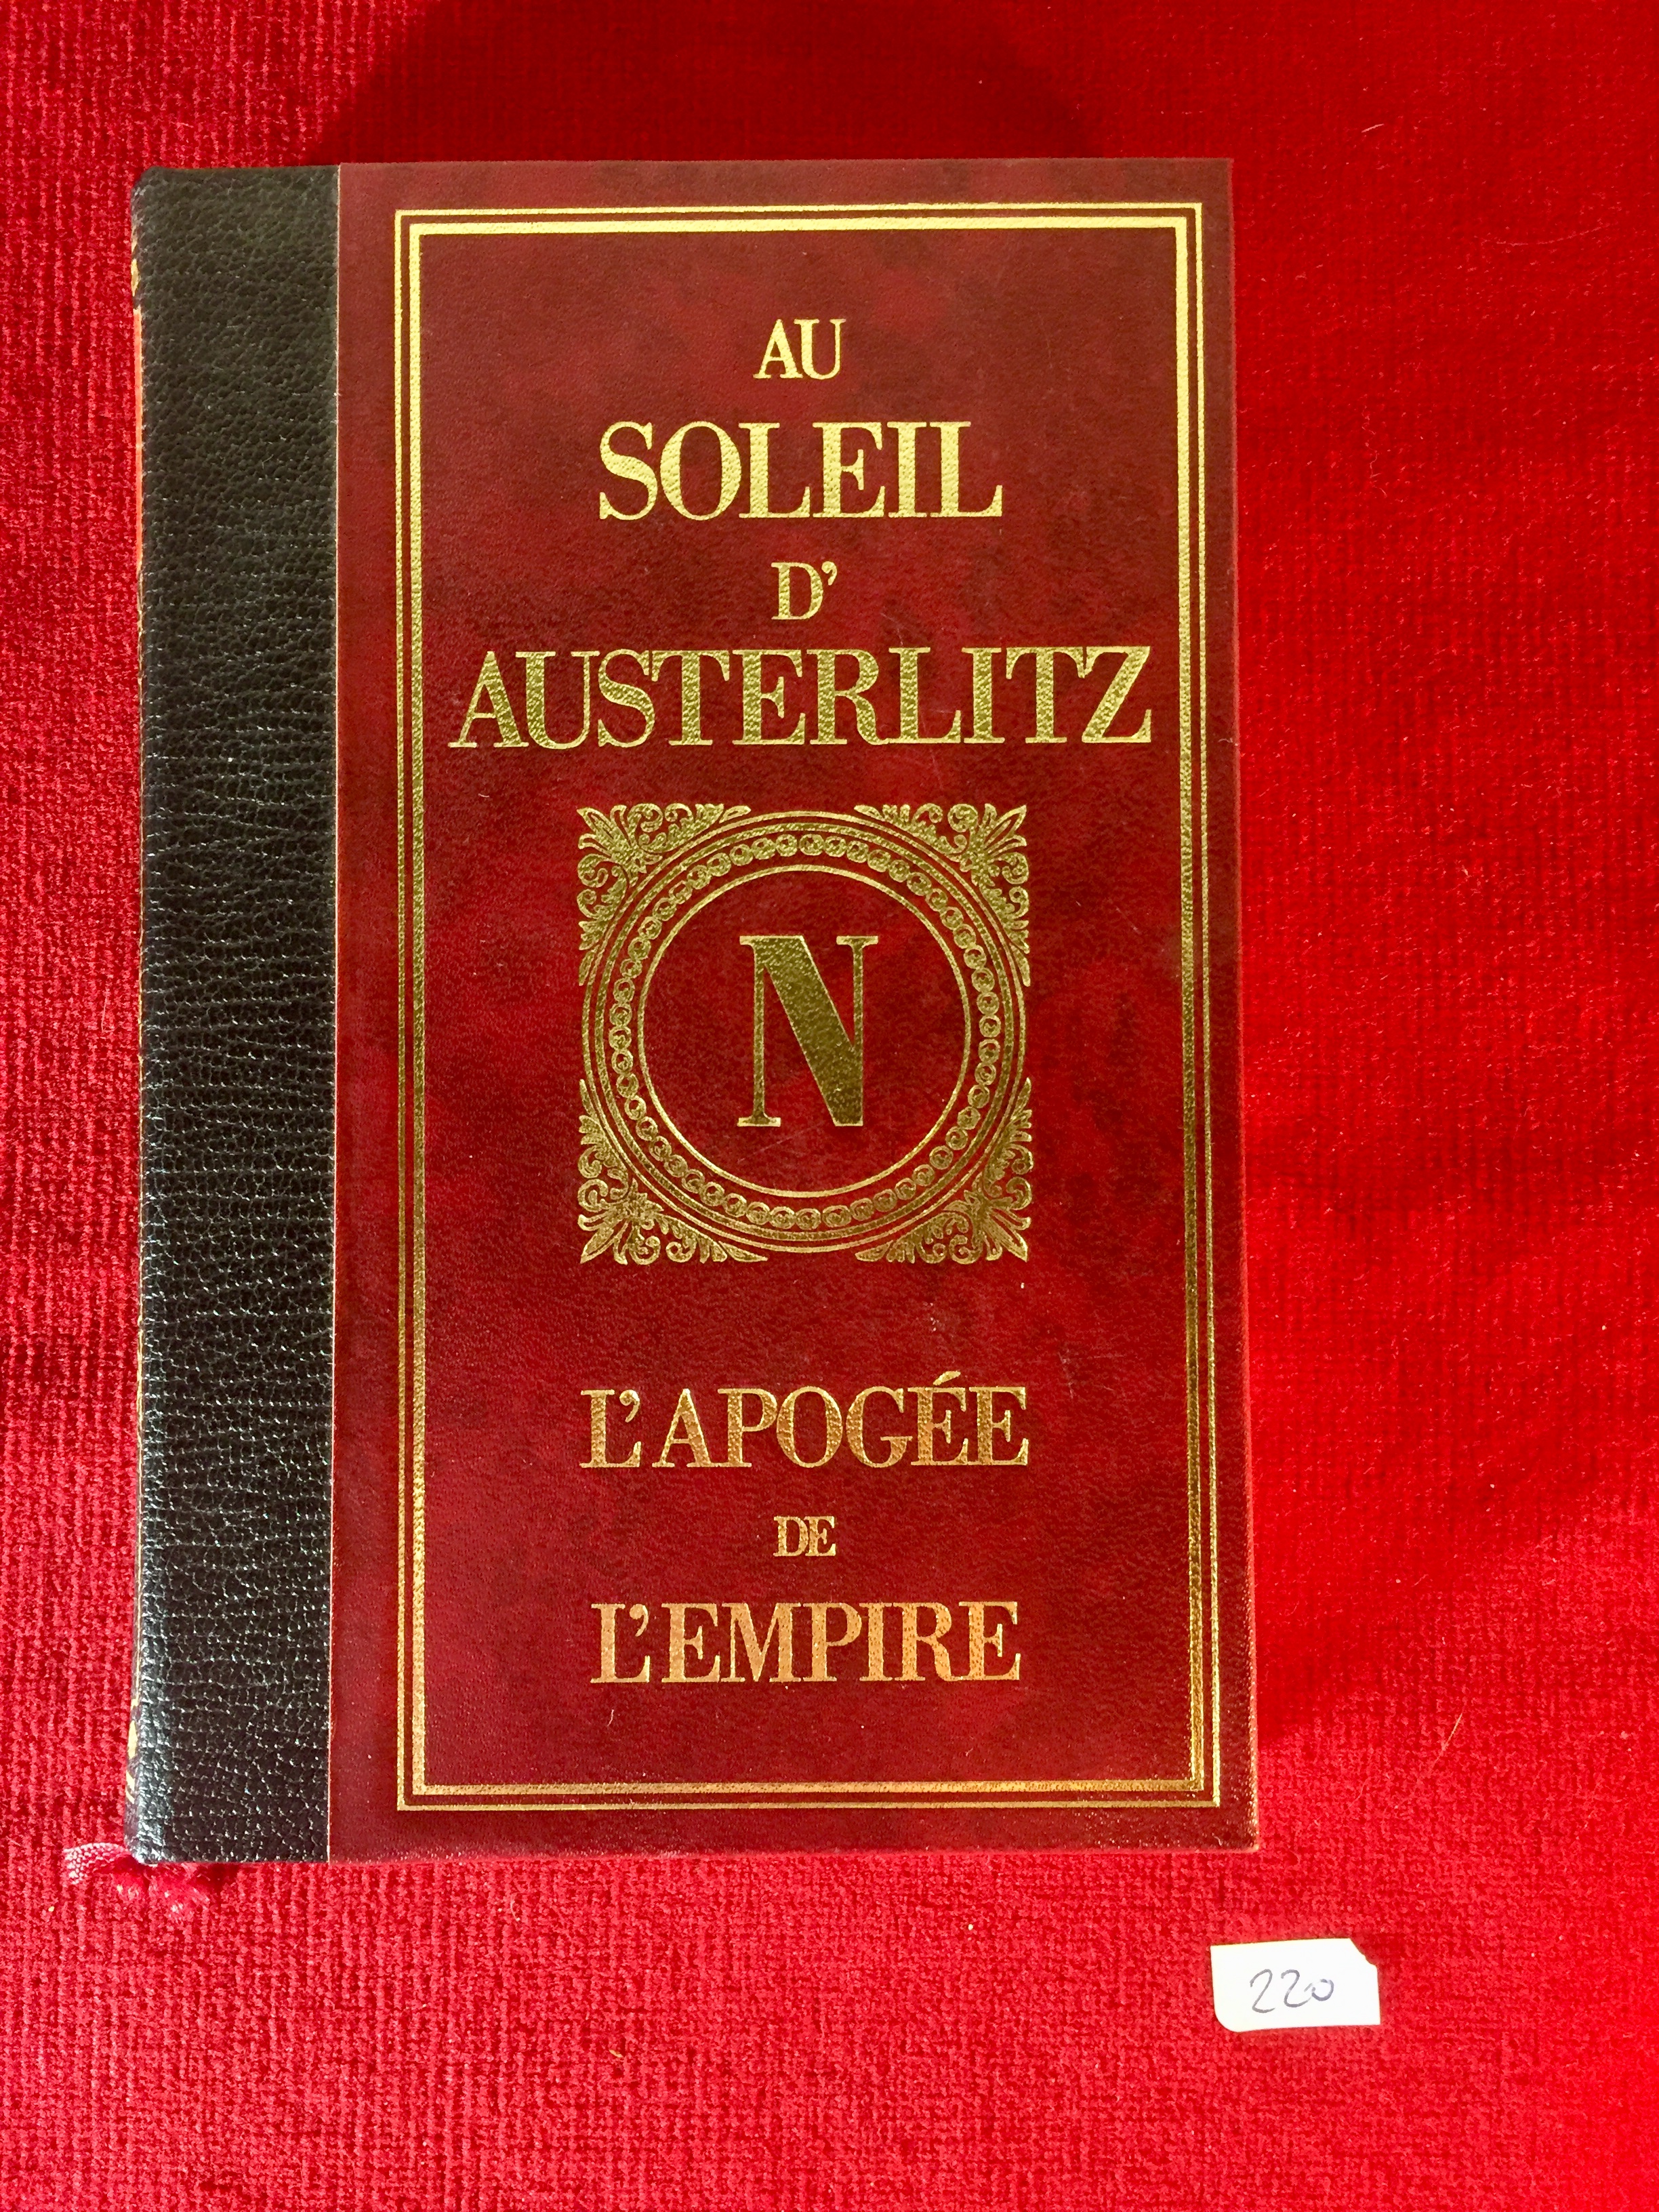 AU
SOLEIL
D'
AUSTERLITZ
N
L'APOGÉE
DE
L'EMPIRE
220